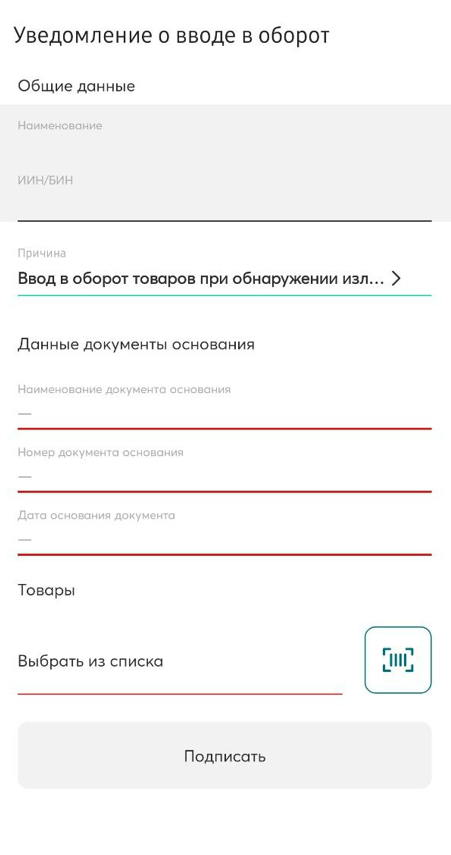 Уведомление о вводе в оборот
Общие данные
Наименование
ИИН/БИН
Причина
Ввод в оборот товаров при обнаружении изл...
Данные документы основания
Наименование документа основания
—
Номер документа основания
—
Дата основания документа
—
Товары
Выбрать из списка
Подписать